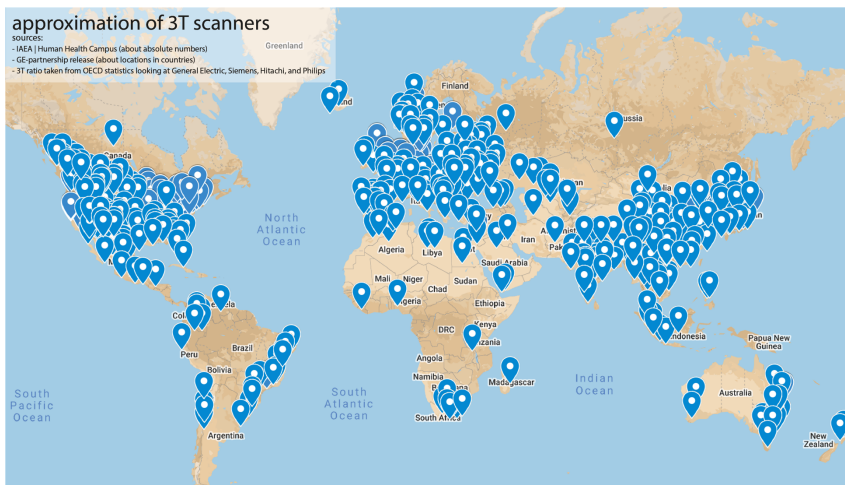 approximation of 3T scanners
sources:
- IAEA | Human Health Campus (about absolute numbers)
- GE-partnership release (about locations in countries)
- 3T ratio taken from OECD statistics looking at General Electric, Siemens, Hitachi, and Philips
Greenland
Finland
Canada
North
Atlantic
Ocean
Algeria
Libya
Iran
Saudi Arabia
Mali
Niger
Chad
Sudan
Ethiopia
DRC
Kenya
Brazil
Peru
Bolivia
Angola
Namibia
Madagascar
Papua New
Guinea
South
Pacific
Ocean
South
Atlantic
Ocean
Indian
Ocean
Australia
South Africa
Argentina
New
Zealand